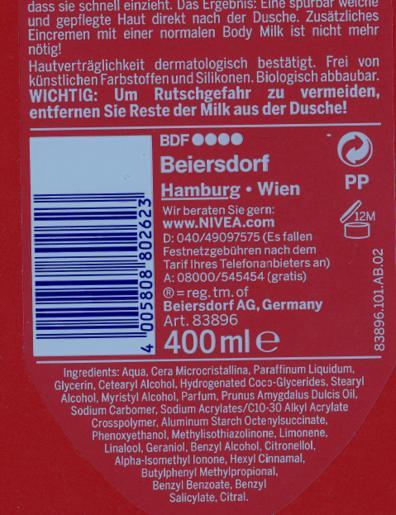 dass sie schnell einzieht. Das Ergebnis: Eine spürbar weiche
und gepflegte Haut direkt nach der Dusche. Zusätzliches
Eincremen mit einer normalen Body Milk ist nicht mehr
nötig!
Hautverträglichkeit dermatologisch bestätigt. Frei von
künstlichen Farbstoffen und Silikonen. Biologisch abbaubar.
WICHTIG: Um Rutschgefahr zu vermeiden,
entfernen Sie Reste der Milk aus der Dusche!
BDF
Beiersdorf
Hamburg • Wien
Wir beraten Sie gern:
www.NIVEA.com
D: 040/49097575 (Es fallen
Festnetzgebühren nach dem
Tarif Ihres Telefonanbieters an)
A: 08000/545454 (gratis)
® = reg. tm. of
Beiersdorf AG, Germany
Art. 83896
400 ml e
PP
12M
83896.101.AB.02
4 005808 802623
Ingredients: Aqua, Cera Microcristallina, Paraffinum Liquidum,
Glycerin, Cetearyl Alcohol, Hydrogenated Coco-Glycerides, Stearyl
Alcohol, Myristyl Alcohol, Parfum, Prunus Amygdalus Dulcis Oil,
Sodium Carbomer, Sodium Acrylates/C10-30 Alkyl Acrylate
Crosspolymer, Aluminum Starch Octenylsuccinate,
Phenoxyethanol, Methylisothiazolinone, Limonene,
Linalool, Geraniol, Benzyl Alcohol, Citronellol,
Alpha-Isomethyl Ionone, Hexyl Cinnamal,
Butylphenyl Methylpropional,
Benzyl Benzoate, Benzyl
Salicylate, Citral.